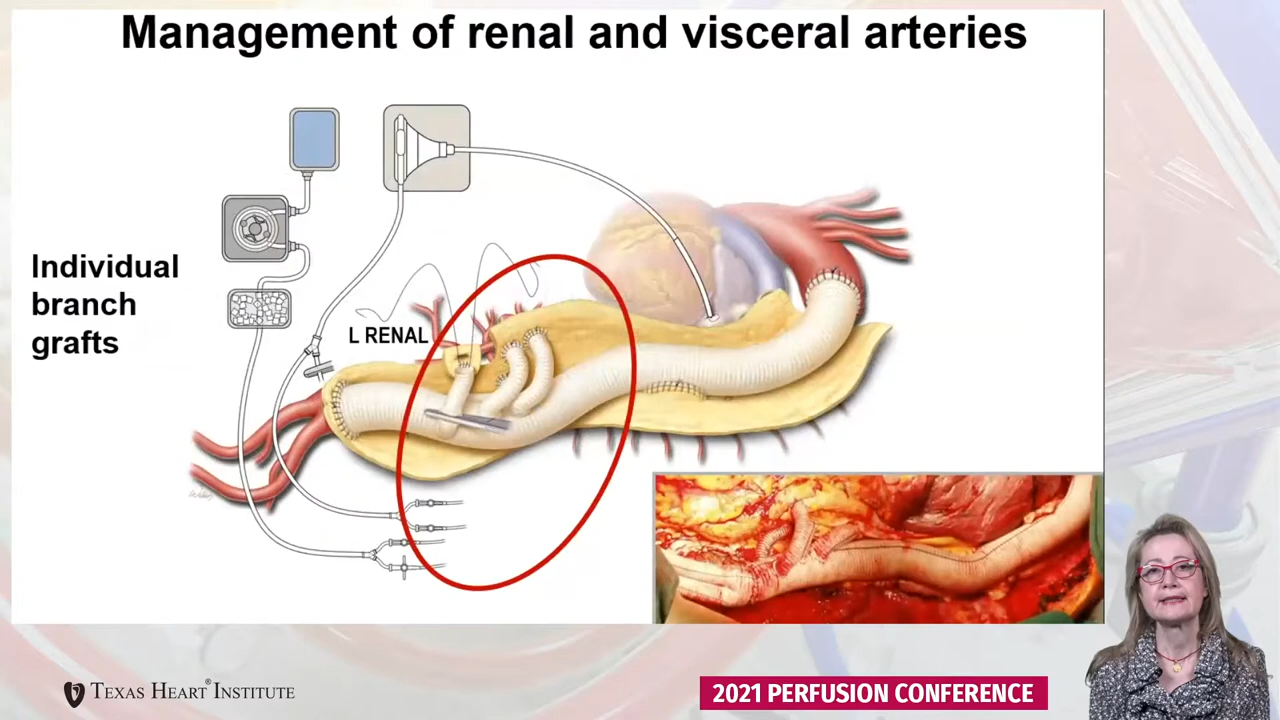 Management of renal and visceral arteries
Individual
branch
grafts
L RENAL
TEXAS HEART® INSTITUTE
2021 PERFUSION CONFERENCE